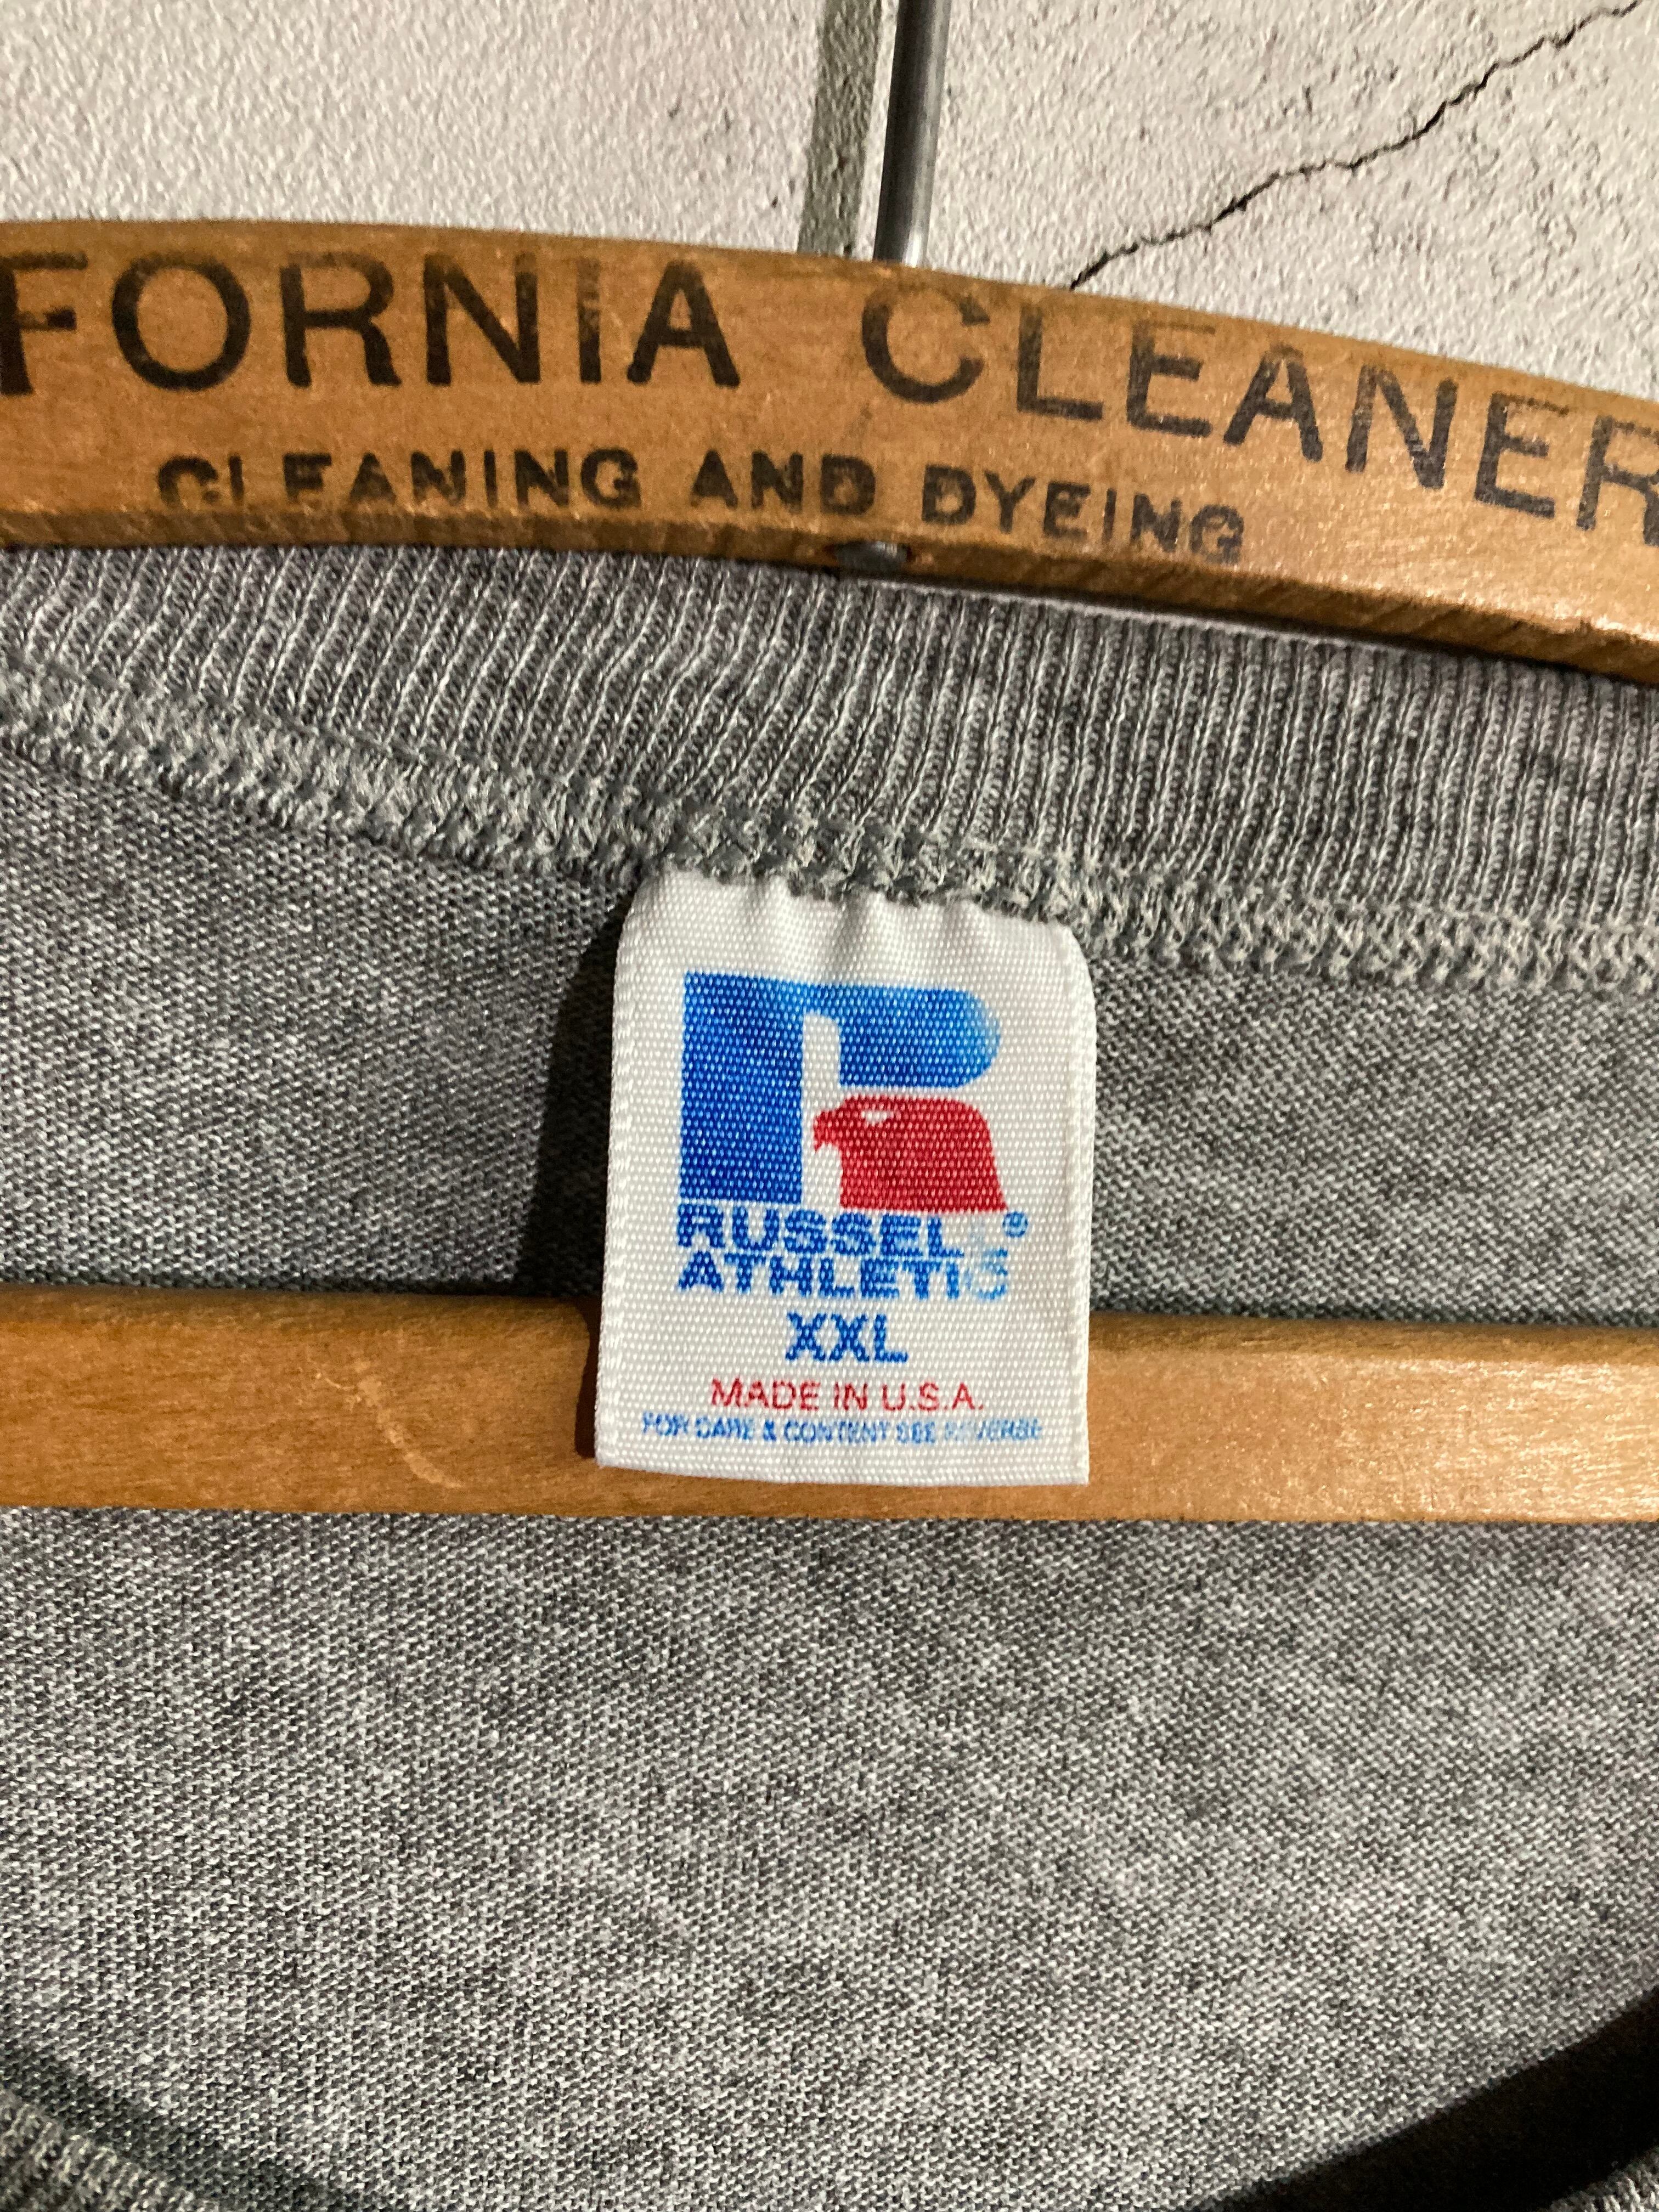 FORNIA CLEANER
CLEANING AND DYEING
RUSSELL®
ATHLETIC
XXL
MADE IN U.S.A.
FOR CARE & CONTENT SEE REVERSE